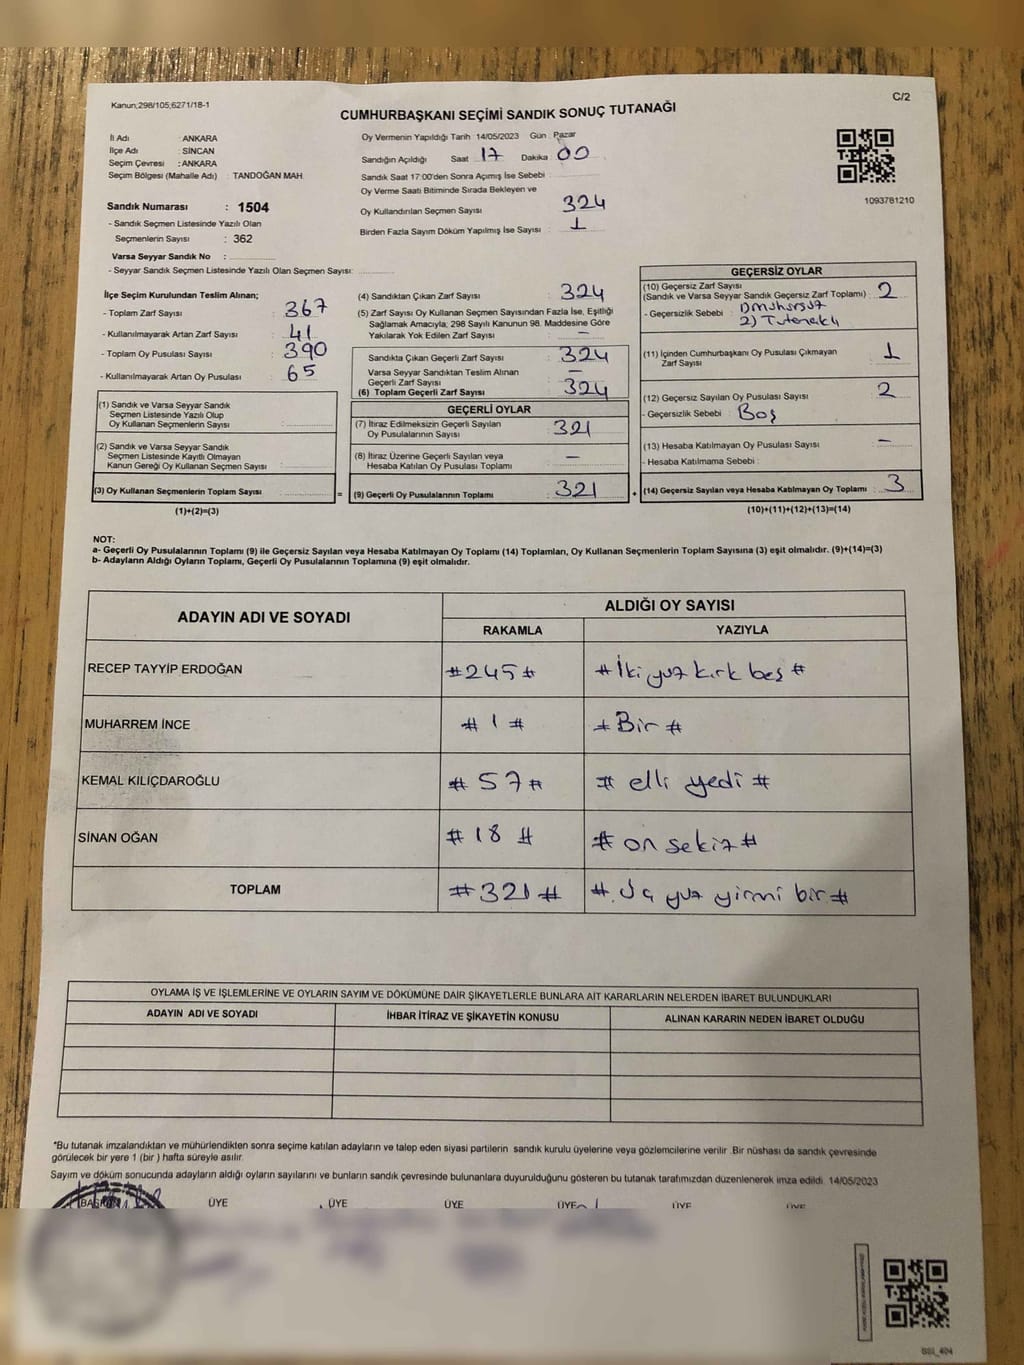 Kanun;298/105;6271/18-1
C/2
CUMHURBAŞKANI SEÇİMİ SANDIK SONUÇ TUTANAĞI
İl Adı : ANKARA
İlçe Adı : SİNCAN
Seçim Çevresi : ANKARA
Seçim Bölgesi (Mahalle Adı) : TANDOĞAN MAH.
Sandık Numarası : 1504
- Sandık Seçmen Listesinde Yazılı Olan
Seçmenlerin Sayısı : 362
Varsa Seyyar Sandık No :
- Seyyar Sandık Seçmen Listesinde Yazılı Olan Seçmen Sayısı:
Oy Vermenin Yapıldığı Tarih 14/05/2023 Gün : Pazar
Sandığın Açıldığı Saat 17 Dakika : 00
Sandık Saat 17:00'den Sonra Açımış İse Sebebi :
Oy Verme Saati Bitiminde Sırada Bekleyen ve
Oy Kullandırılan Seçmen Sayısı : 324
Birden Fazla Sayım Döküm Yapılmış İse Sayısı : 1
1093781210
İlçe Seçim Kurulundan Teslim Alınan;
- Toplam Zarf Sayısı : 367
- Kullanılmayarak Artan Zarf Sayısı : 41
- Toplam Oy Pusulası Sayısı : 390
- Kullanılmayarak Artan Oy Pusulası : 65
(1) Sandık ve Varsa Seyyar Sandık
Seçmen Listesinde Yazılı Olup
Oy Kullanan Seçmenlerin Sayısı :
(2) Sandık ve Varsa Seyyar Sandık
Seçmen Listesinde Kayıtlı Olmayan
Kanun Gereği Oy Kullanan Seçmen Sayısı :
(3) Oy Kullanan Seçmenlerin Toplam Sayısı :
(1)+(2)=(3)
(4) Sandıktan Çıkan Zarf Sayısı : 324
(5) Zarf Sayısı Oy Kullanan Seçmen Sayısından Fazla İse, Eşitliği
Sağlamak Amacıyla; 298 Sayılı Kanunun 98. Maddesine Göre
Yakılarak Yok Edilen Zarf Sayısı : –
Sandıkta Çıkan Geçerli Zarf Sayısı : 324
Varsa Seyyar Sandıktan Teslim Alınan
Geçerli Zarf Sayısı : –
(6) Toplam Geçerli Zarf Sayısı : 324
GEÇERLİ OYLAR
(7) İtiraz Edilmeksizin Geçerli Sayılan
Oy Pusulalarının Sayısı : 321
(8) İtiraz Üzerine Geçerli Sayılan veya
Hesaba Katılan Oy Pusulası Toplamı : –
= (9) Geçerli Oy Pusulalarının Toplamı : 321 +
GEÇERSİZ OYLAR
(10) Geçersiz Zarf Sayısı : 2
(Sandık ve Varsa Seyyar Sandık Geçersiz Zarf Toplamı)
- Geçersizlik Sebebi :
(11) İçinden Cumhurbaşkanı Oy Pusulası Çıkmayan
Zarf Sayısı : 1
(12) Geçersiz Sayılan Oy Pusulası Sayısı : 2
- Geçersizlik Sebebi : Boş
(13) Hesaba Katılmayan Oy Pusulası Sayısı : –
- Hesaba Katılmama Sebebi :
(14) Geçersiz Sayılan veya Hesaba Katılmayan Oy Toplamı : 3
(10)+(11)+(12)+(13)=(14)
NOT:
a- Geçerli Oy Pusulalarının Toplamı (9) ile Geçersiz Sayılan veya Hesaba Katılmayan Oy Toplamı (14) Toplamları, Oy Kullanan Seçmenlerin Toplam Sayısına (3) eşit olmalıdır. (9)+(14)=(3)
b- Adayların Aldığı Oyların Toplamı, Geçerli Oy Pusulalarının Toplamına (9) eşit olmalıdır.
ADAYIN ADI VE SOYADI ALDIĞI OY SAYISI
RAKAMLA YAZIYLA
RECEP TAYYİP ERDOĞAN #245# #İki yuz kırk beş#
MUHARREM İNCE #1# #Bir#
KEMAL KILIÇDAROĞLU #57# #elli yedi#
SİNAN OĞAN #18# #on sekiz#
TOPLAM #321# #Üç yuz yirmi bir#
OYLAMA İŞ VE İŞLEMLERİNE VE OYLARIN SAYIM VE DÖKÜMÜNE DAİR ŞİKAYETLERLE BUNLARA AİT KARARLARIN NELERDEN İBARET BULUNDUKLARI
ADAYIN ADI VE SOYADI İHBAR İTİRAZ VE ŞİKAYETİN KONUSU ALINAN KARARIN NEDEN İBARET OLDUĞU
*Bu tutanak imzalandıktan ve mühürlendikten sonra seçime katılan adayların ve talep eden siyasi partilerin sandık kurulu üyelerine veya gözlemcilerine verilir .Bir nüshası da sandık çevresinde
görülecek bir yere 1 (bir ) hafta süreyle asılır.
Sayım ve döküm sonucunda adayların aldığı oyların sayılarını ve bunların sandık çevresinde bulunanlara duyurulduğunu gösteren bu tutanak tarafımızdan düzenlenerek imza edildi. 14/05/2023
BAŞKAN ÜYE ÜYE ÜYE ÜYE ÜYE ÜYE